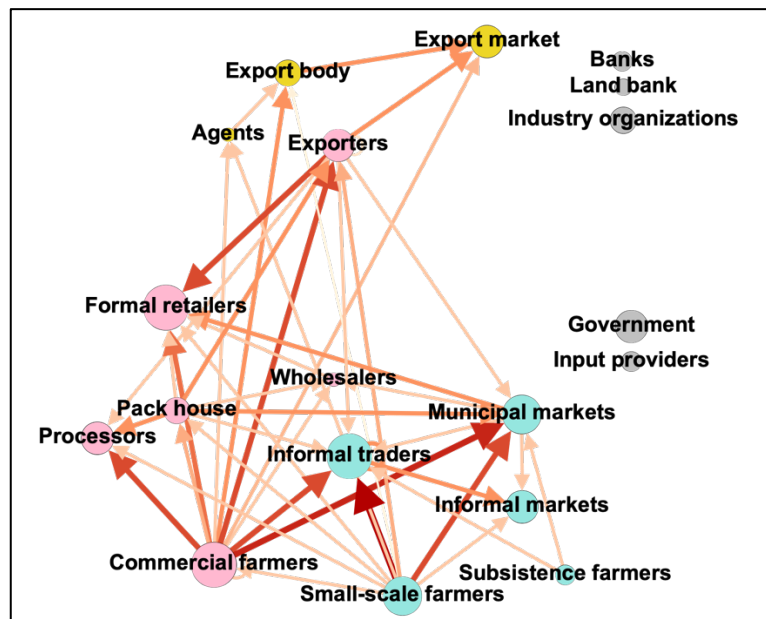 Export market
Banks
Export body
Land bank
Industry organizations
Agents
Exporters
Formal retailers
Government
Input providers
Wholesalers
Pack house
Municipal markets
Processors
Informal traders
Informal markets
Commercial farmers
Subsistence farmers
Small-scale farmers